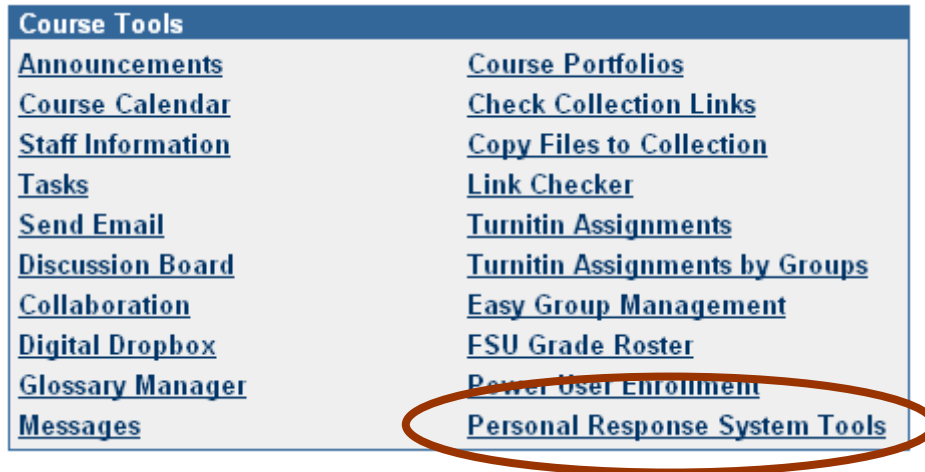 Course Tools
Announcements
Course Calendar
Staff Information
Tasks
Send Email
Discussion Board
Collaboration
Digital Dropbox
Glossary Manager
Messages
Course Portfolios
Check Collection Links
Copy Files to Collection
Link Checker
Turnitin Assignments
Turnitin Assignments by Groups
Easy Group Management
FSU Grade Roster
Power User Enrollment
Personal Response System Tools